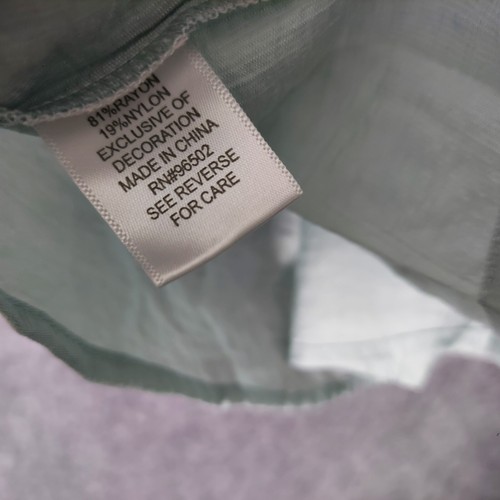 81%RAYON
19%NYLON
EXCLUSIVE OF
DECORATION
MADE IN CHINA
RN#96502
SEE REVERSE
FOR CARE